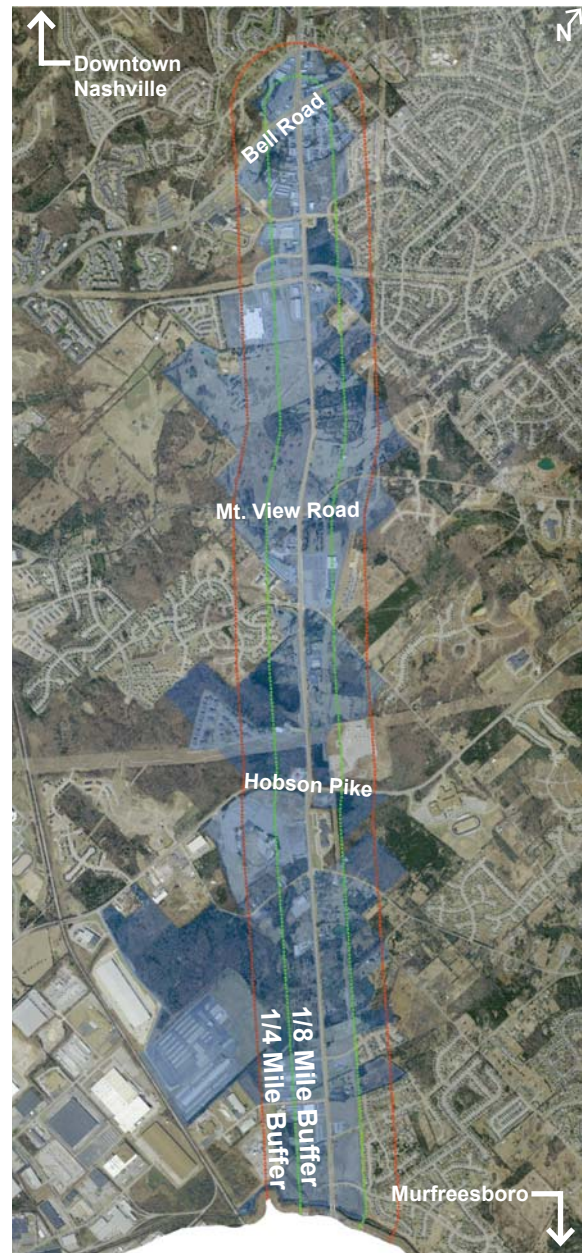 Downtown
Nashville
N
Bell Road
Mt. View Road
Hobson Pike
1/8 Mile Buffer
1/4 Mile Buffer
Murfreesboro